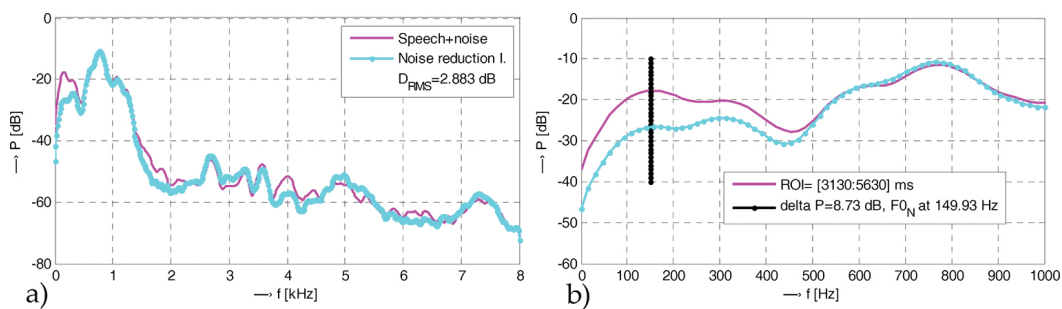 0
-20
-40
-60
-80
P [dB]
0 1 2 3 4 5 6 7 8
f [kHz]
Speech+noise
Noise reduction I.
D_RMS=2.883 dB
a)
0
-10
-20
-30
-40
-50
-60
P [dB]
0 100 200 300 400 500 600 700 800 900 1000
f [Hz]
ROI= [3130:5630] ms
delta P=8.73 dB, F0_N at 149.93 Hz
b)